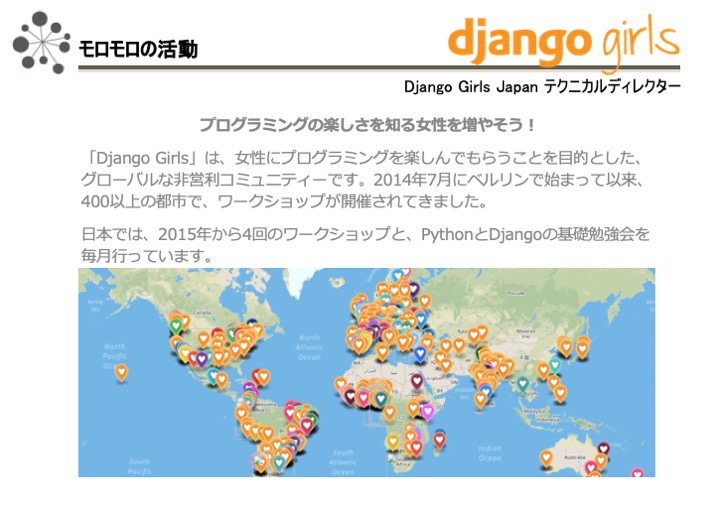 モロモロの活動
django girls
Django Girls Japan テクニカルディレクター
プログラミングの楽しさを知る女性を増やそう！
「Django Girls」は、女性にプログラミングを楽しんでもらうことを目的とした、
グローバルな非営利コミュニティーです。2014年7月にベルリンで始まって以来、
400以上の都市で、ワークショップが開催されてきました。
日本では、2015年から4回のワークショップと、PythonとDjangoの基礎勉強会を
毎月行っています。
Canada
North
Pacific
Ocean
North
Atlantic
Ocean
South
Pacific
South
Atlantic
Ocean
Indian
Ocean
Australia